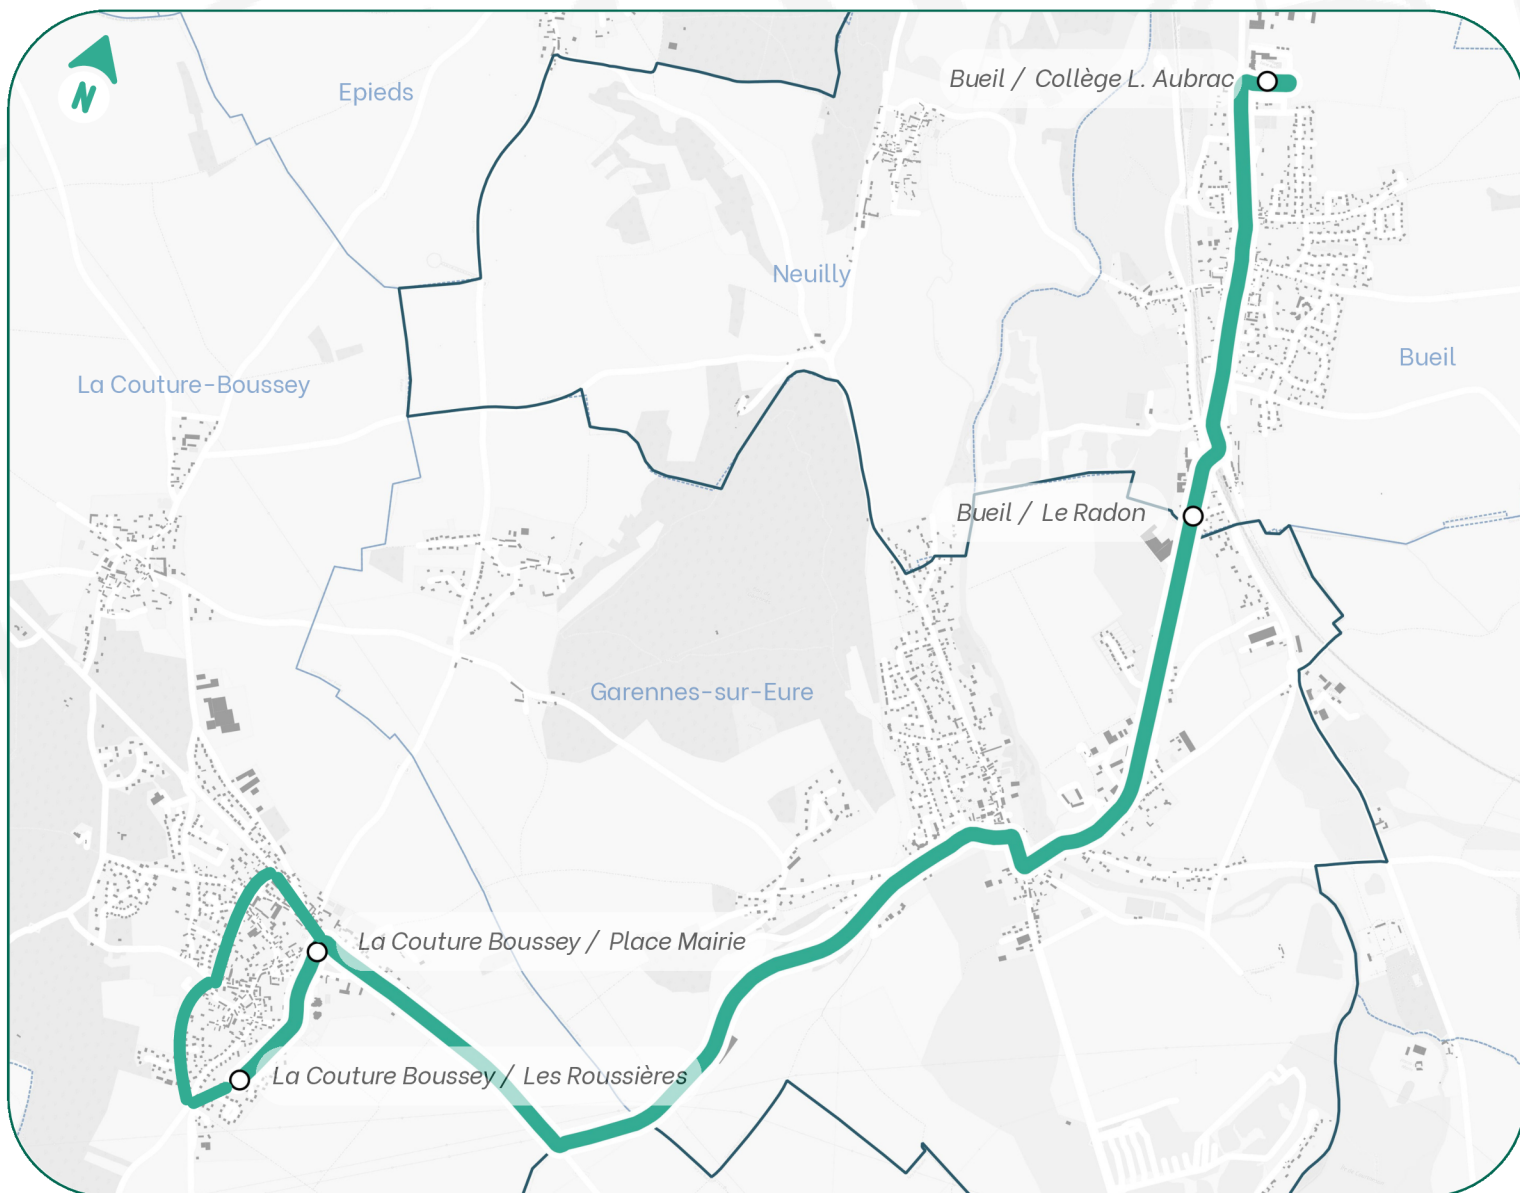 N
Epieds
Bueil / Collège L. Aubrac
Neuilly
La Couture-Boussey
Bueil
Bueil / Le Radon
Garennes-sur-Eure
La Couture Boussey / Place Mairie
La Couture Boussey / Les Roussières